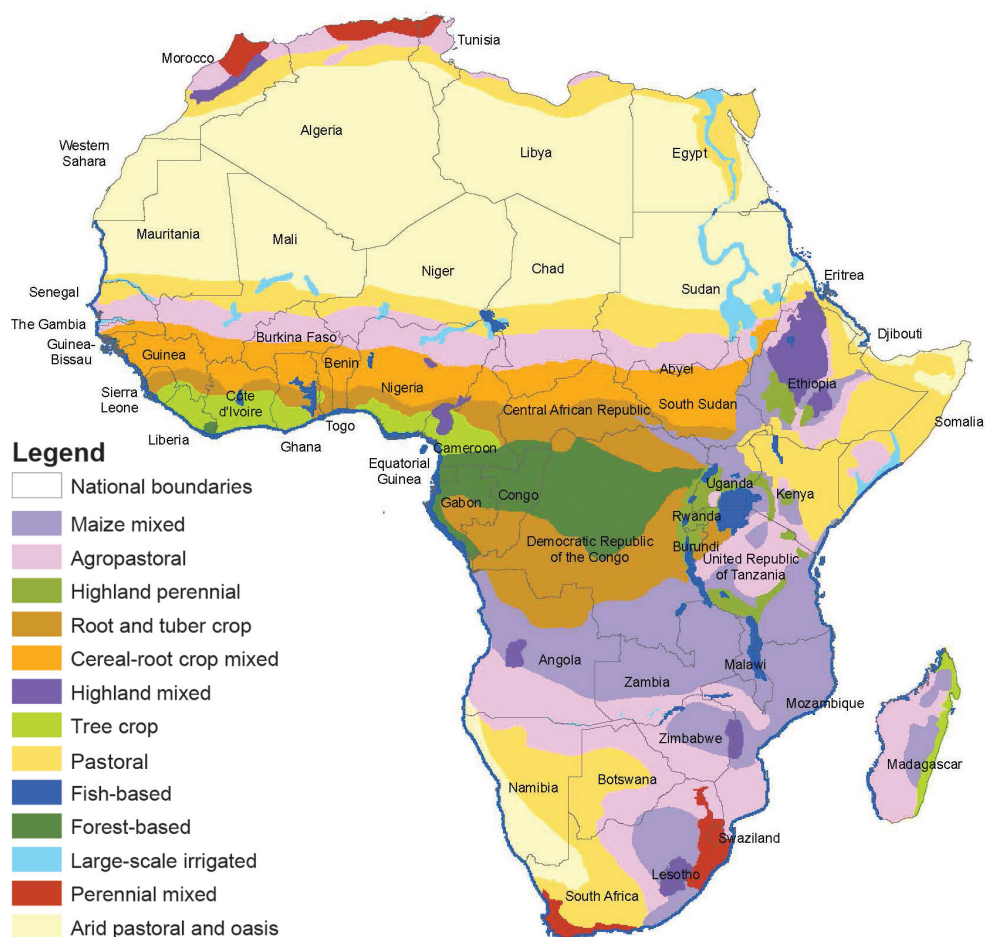 Morocco
Tunisia
Algeria
Libya
Egypt
Western
Sahara
Mauritania
Mali
Niger
Chad
Sudan
Eritrea
Senegal
The Gambia
Guinea-
Bissau
Guinea
Burkina Faso
Benin
Nigeria
Abyei
Djibouti
Ethiopia
Sierra
Leone
Côte
d'Ivoire
Central African Republic
South Sudan
Somalia
Liberia
Ghana
Togo
Cameroon
Equatorial
Guinea
Gabon
Congo
Uganda
Kenya
Rwanda
Burundi
Democratic Republic
of the Congo
United Republic
of Tanzania
Angola
Zambia
Malawi
Mozambique
Zimbabwe
Madagascar
Namibia
Botswana
Swaziland
Lesotho
South Africa
Legend
National boundaries
Maize mixed
Agropastoral
Highland perennial
Root and tuber crop
Cereal-root crop mixed
Highland mixed
Tree crop
Pastoral
Fish-based
Forest-based
Large-scale irrigated
Perennial mixed
Arid pastoral and oasis